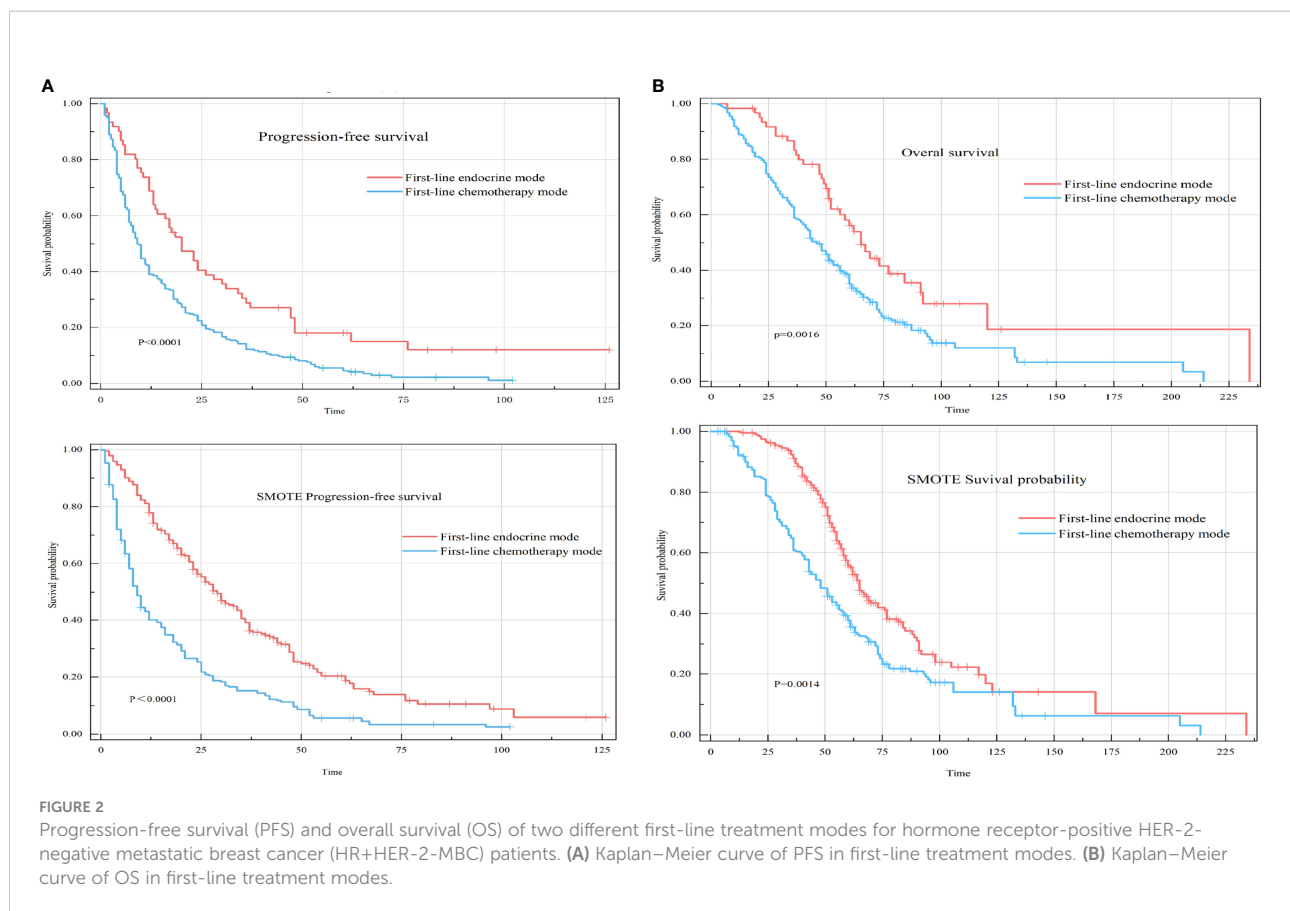 A
1.00
0.80
0.60
0.40
0.20
0.00
Suvival probability
Progression-free survival
First-line endocrine mode
First-line chemotherapy mode
P<0.0001
0
25
50
75
100
125
Time
B
1.00
0.80
0.60
0.40
0.20
0.00
Suvival probability
Overal survival
First-line endocrine mode
First-line chemotherapy mode
p=0.0016
0
25
50
75
100
125
150
175
200
225
Time
1.00
0.80
0.60
0.40
0.20
0.00
Suvival probability
SMOTE Progression-free survival
First-line endocrine mode
First-line chemotherapy mode
P<0.0001
0
25
50
75
100
125
Time
1.00
0.80
0.60
0.40
0.20
0.00
Suvival probability
SMOTE Suvival probability
First-line endocrine mode
First-line chemotherapy mode
P=0.0014
0
25
50
75
100
125
150
175
200
225
Time
FIGURE 2
Progression-free survival (PFS) and overall survival (OS) of two different first-line treatment modes for hormone receptor-positive HER-2-
negative metastatic breast cancer (HR+HER-2-MBC) patients. (A) Kaplan–Meier curve of PFS in first-line treatment modes. (B) Kaplan–Meier
curve of OS in first-line treatment modes.